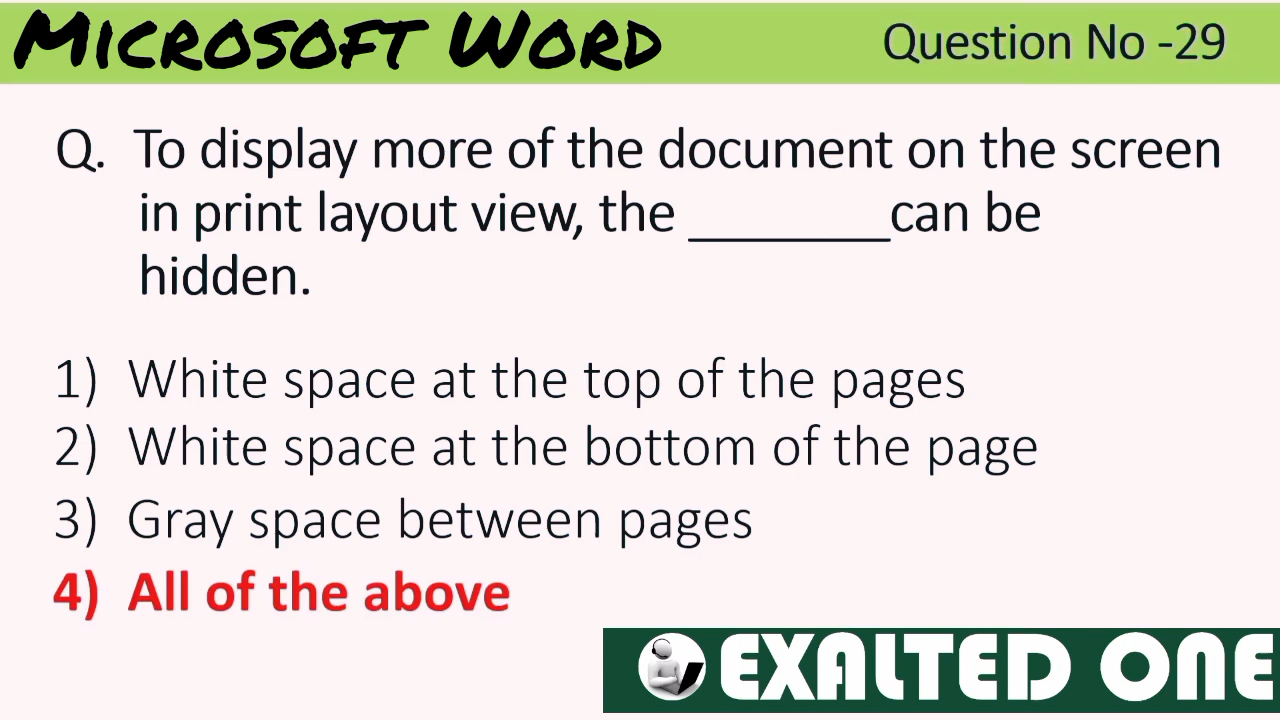 Microsoft Word
Question No -29
Q. To display more of the document on the screen
in print layout view, the ________can be
hidden.
1) White space at the top of the pages
2) White space at the bottom of the page
3) Gray space between pages
4) All of the above
EXALTED ONE